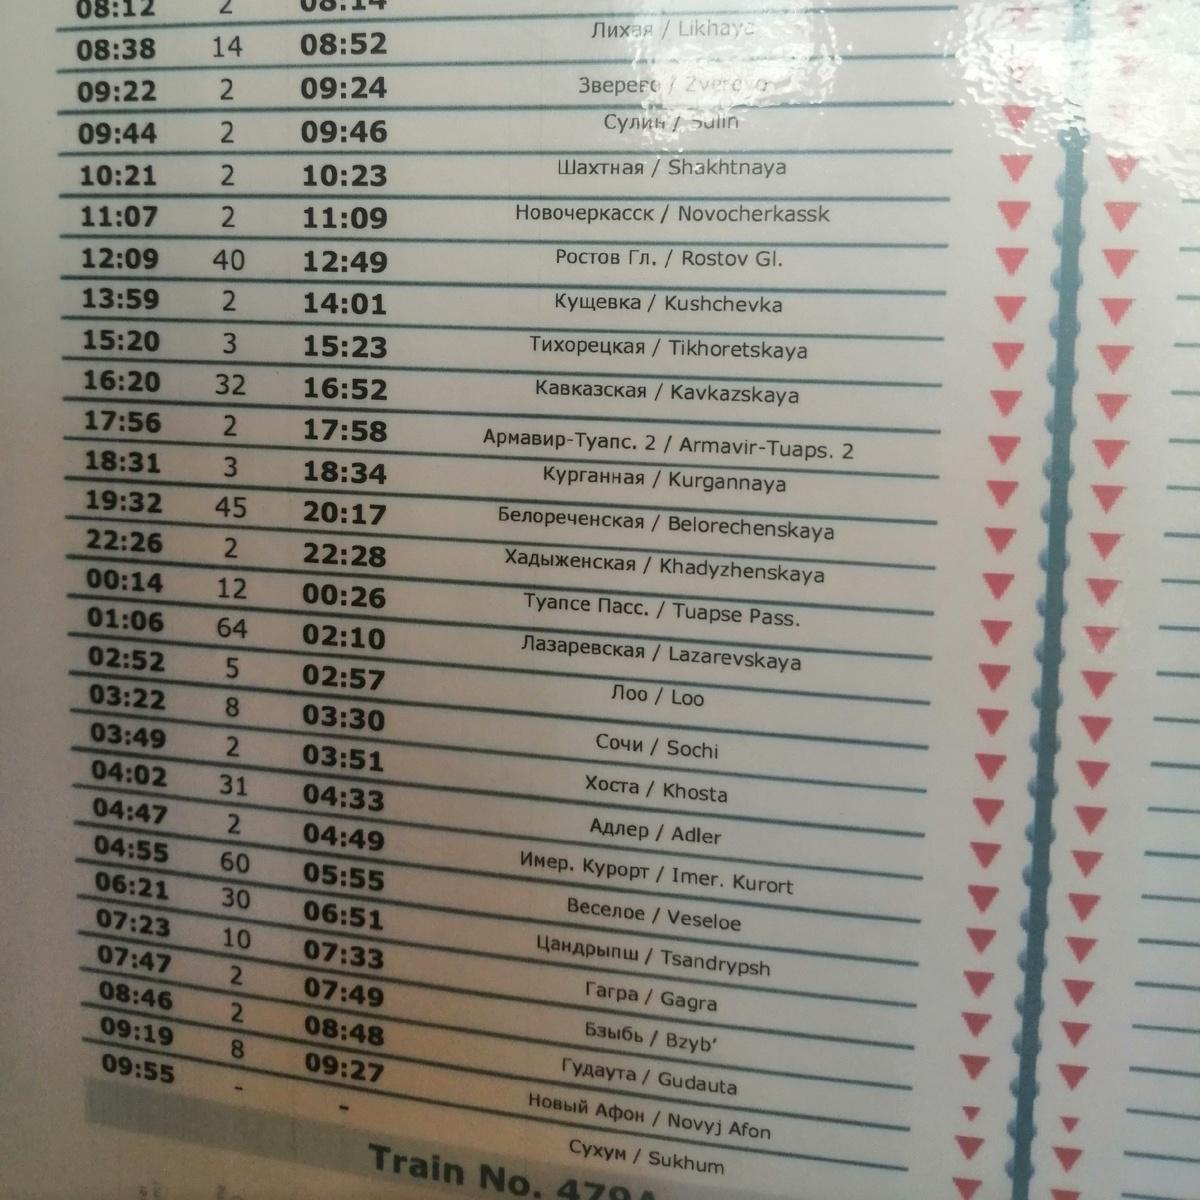 08:12 2 08:14
08:38 14 08:52 Лихая / Likhaya
09:22 2 09:24 Зверево / Zverevo
09:44 2 09:46 Сулин / Sulin
10:21 2 10:23 Шахтная / Shakhtnaya
11:07 2 11:09 Новочеркасск / Novocherkassk
12:09 40 12:49 Ростов Гл. / Rostov Gl.
13:59 2 14:01 Кущевка / Kushchevka
15:20 3 15:23 Тихорецкая / Tikhoretskaya
16:20 32 16:52 Кавказская / Kavkazskaya
17:56 2 17:58 Армавир-Туапс. 2 / Armavir-Tuaps. 2
18:31 3 18:34 Курганная / Kurgannaya
19:32 45 20:17 Белореченская / Belorechenskaya
22:26 2 22:28 Хадыженская / Khadyzhenskaya
00:14 12 00:26 Туапсе Пасс. / Tuapse Pass.
01:06 64 02:10 Лазаревская / Lazarevskaya
02:52 5 02:57 Лоо / Loo
03:22 8 03:30 Сочи / Sochi
03:49 2 03:51 Хоста / Khosta
04:02 31 04:33 Адлер / Adler
04:47 2 04:49 Имер. Курорт / Imer. Kurort
04:55 60 05:55 Веселое / Veseloe
06:21 30 06:51 Цандрыпш / Tsandrypsh
07:23 10 07:33 Гагра / Gagra
07:47 2 07:49 Бзыбь / Bzyb’
08:46 2 08:48 Гудаута / Gudauta
09:19 8 09:27 Новый Афон / Novyj Afon
09:55 - - Сухум / Sukhum
Train No. 479A